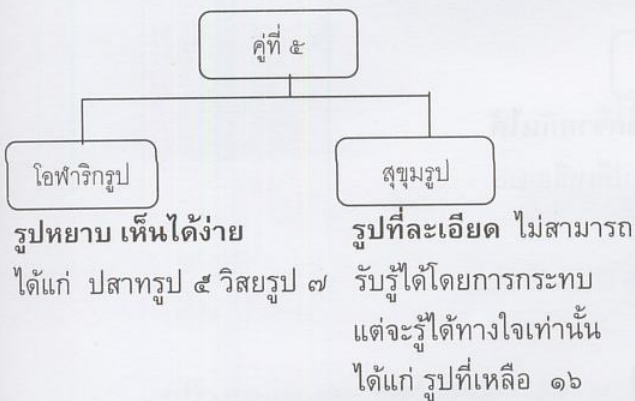 คู่ที่ ๕
โอฬาริกรูป
สุขุมรูป
รูปหยาบ เห็นได้ง่าย
ได้แก่ ปสาทรูป ๕ วิสยรูป ๗
รูปที่ละเอียด ไม่สามารถ
รับรู้ได้โดยการกระทบ
แต่จะรู้ได้ทางใจเท่านั้น
ได้แก่ รูปที่เหลือ ๑๖